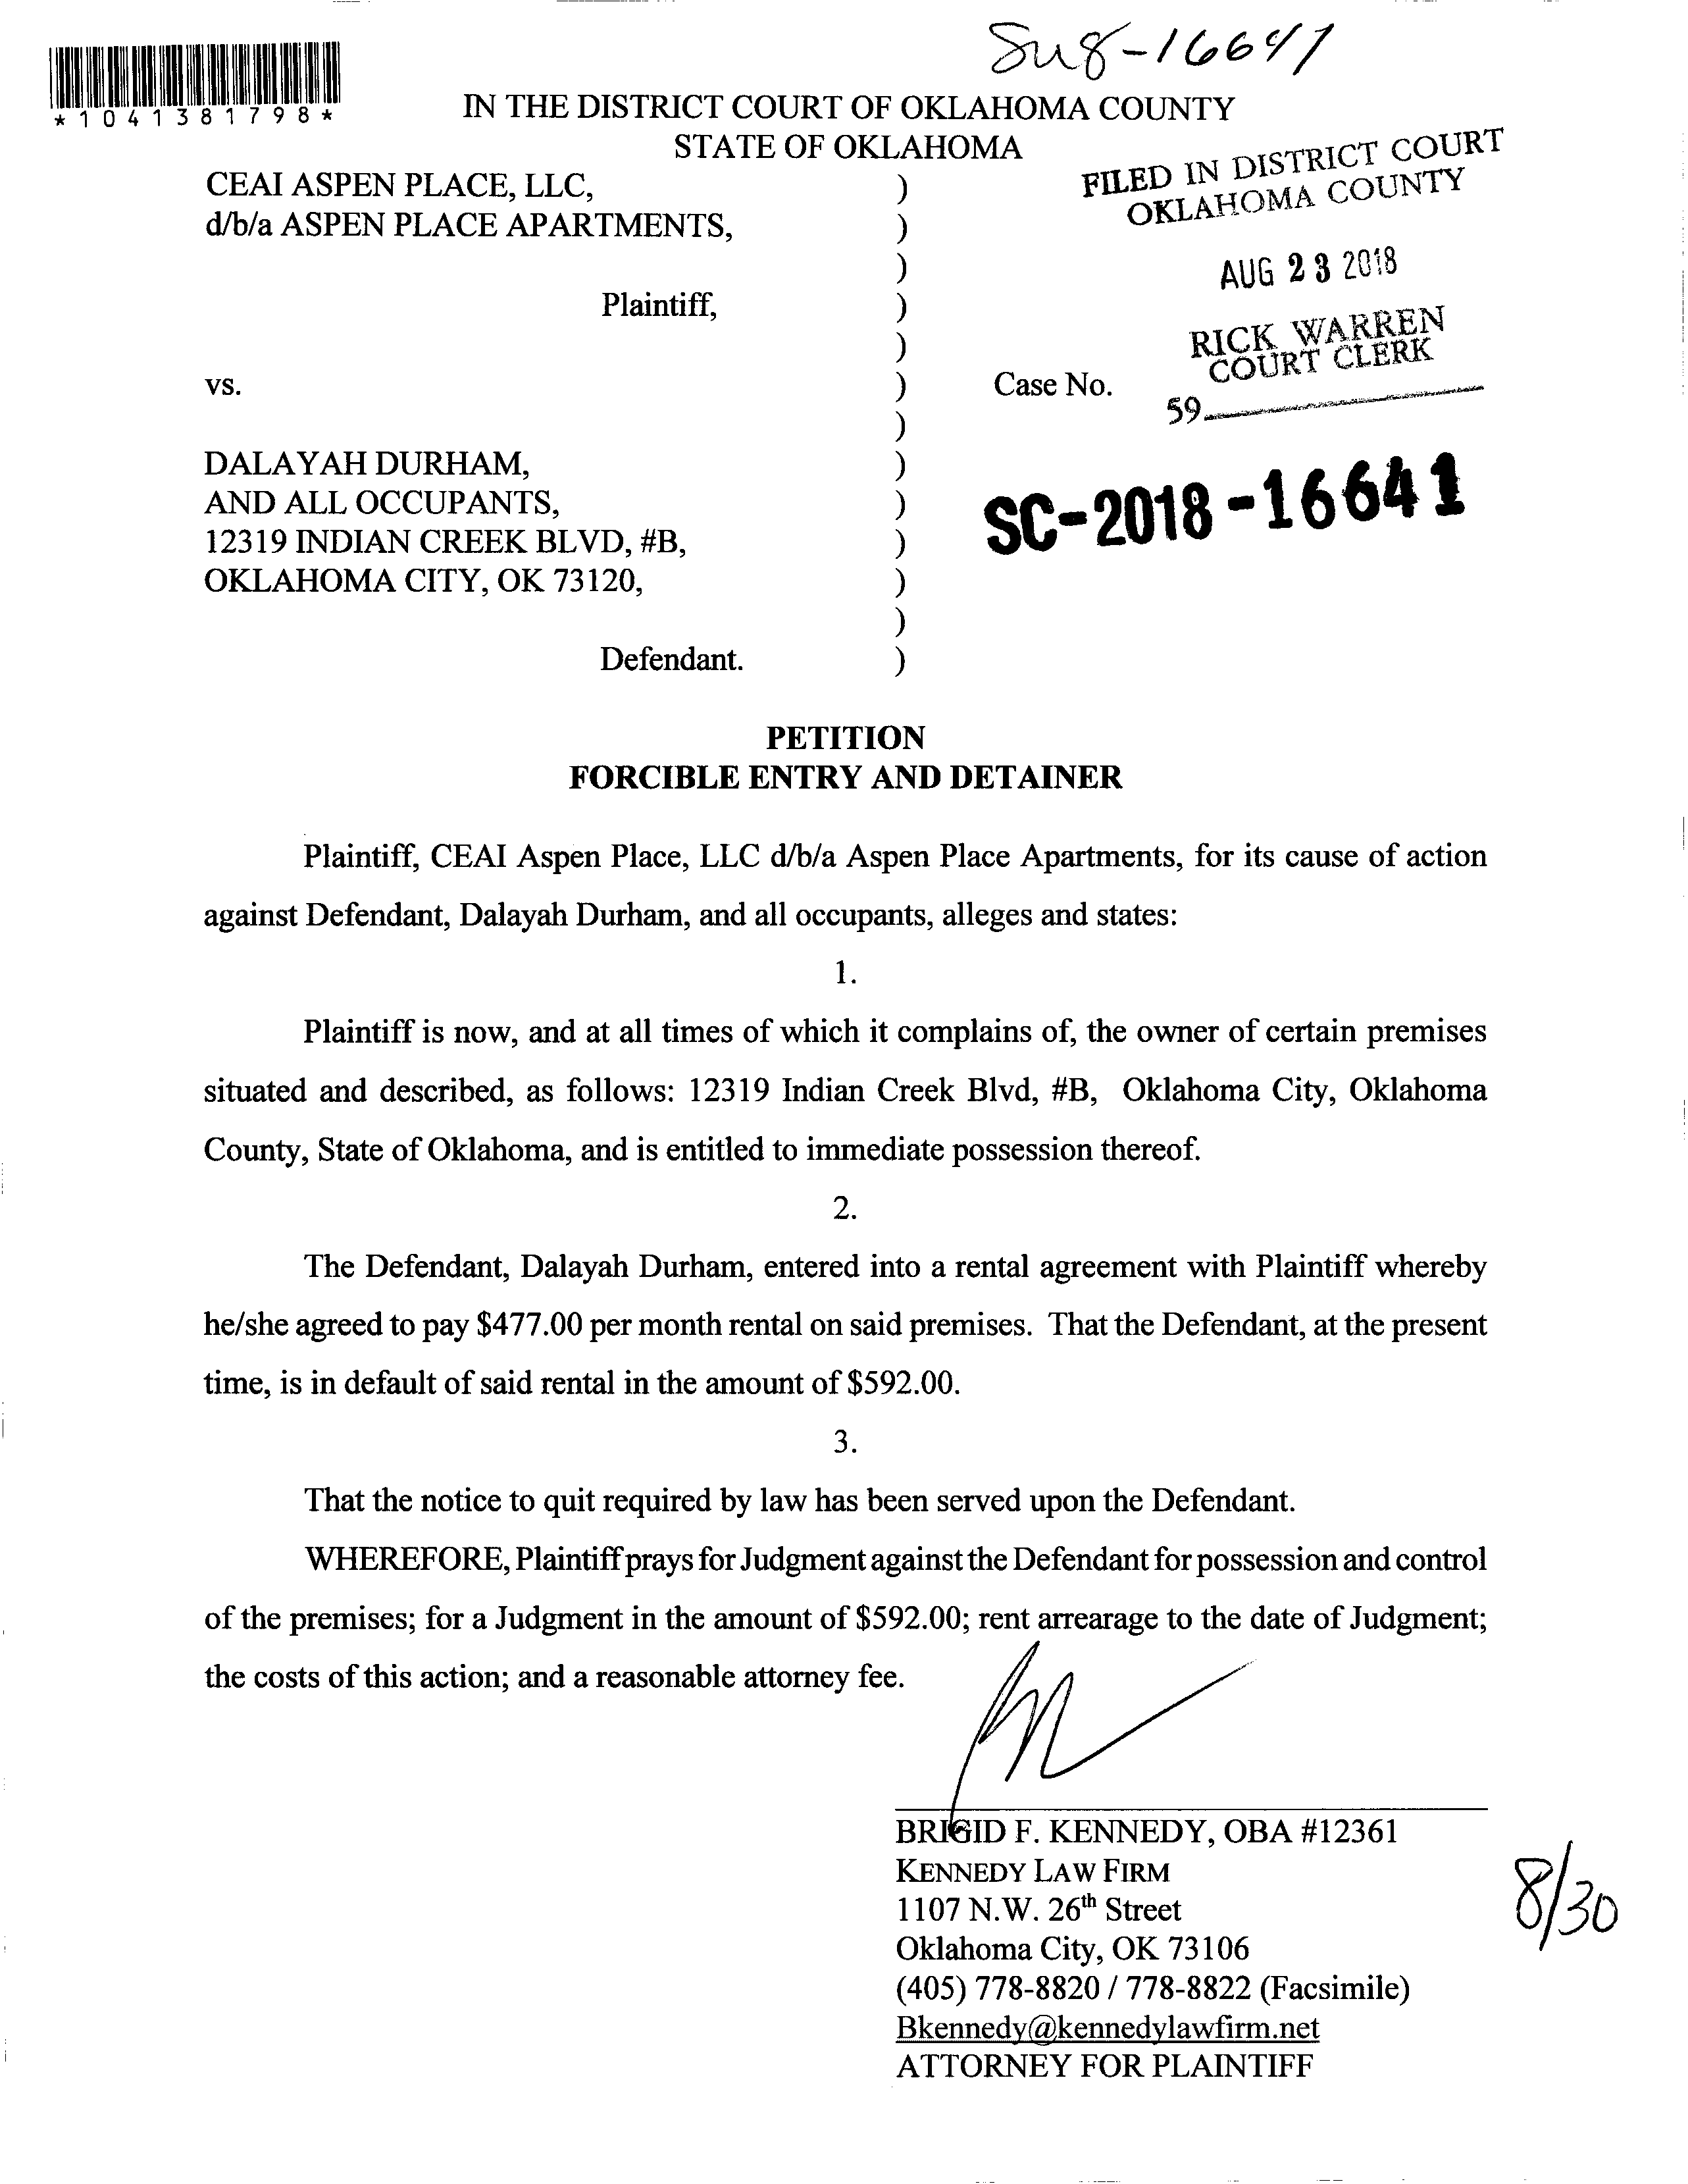 Sug-16641
*1041381798*
IN THE DISTRICT COURT OF OKLAHOMA COUNTY
STATE OF OKLAHOMA
FILED IN DISTRICT COURT
OKLAHOMA COUNTY
AUG 23 2018
RICK WARREN
COURT CLERK
59
CEAI ASPEN PLACE, LLC, )
d/b/a ASPEN PLACE APARTMENTS, )
)
Plaintiff, )
)
vs. ) Case No.
)
DALAYAH DURHAM, )
AND ALL OCCUPANTS, ) SC-2018-16641
12319 INDIAN CREEK BLVD, #B, )
OKLAHOMA CITY, OK 73120, )
)
Defendant. )
PETITION
FORCIBLE ENTRY AND DETAINER
Plaintiff, CEAI Aspen Place, LLC d/b/a Aspen Place Apartments, for its cause of action
against Defendant, Dalayah Durham, and all occupants, alleges and states:
1.
Plaintiff is now, and at all times of which it complains of, the owner of certain premises
situated and described, as follows: 12319 Indian Creek Blvd, #B, Oklahoma City, Oklahoma
County, State of Oklahoma, and is entitled to immediate possession thereof.
2.
The Defendant, Dalayah Durham, entered into a rental agreement with Plaintiff whereby
he/she agreed to pay $477.00 per month rental on said premises. That the Defendant, at the present
time, is in default of said rental in the amount of $592.00.
3.
That the notice to quit required by law has been served upon the Defendant.
WHEREFORE, Plaintiff prays for Judgment against the Defendant for possession and control
of the premises; for a Judgment in the amount of $592.00; rent arrearage to the date of Judgment;
the costs of this action; and a reasonable attorney fee.
BRIGID F. KENNEDY, OBA #12361
KENNEDY LAW FIRM
1107 N.W. 26th Street
Oklahoma City, OK 73106
(405) 778-8820 / 778-8822 (Facsimile)
Bkennedy@kennedylawfirm.net
ATTORNEY FOR PLAINTIFF
8/30